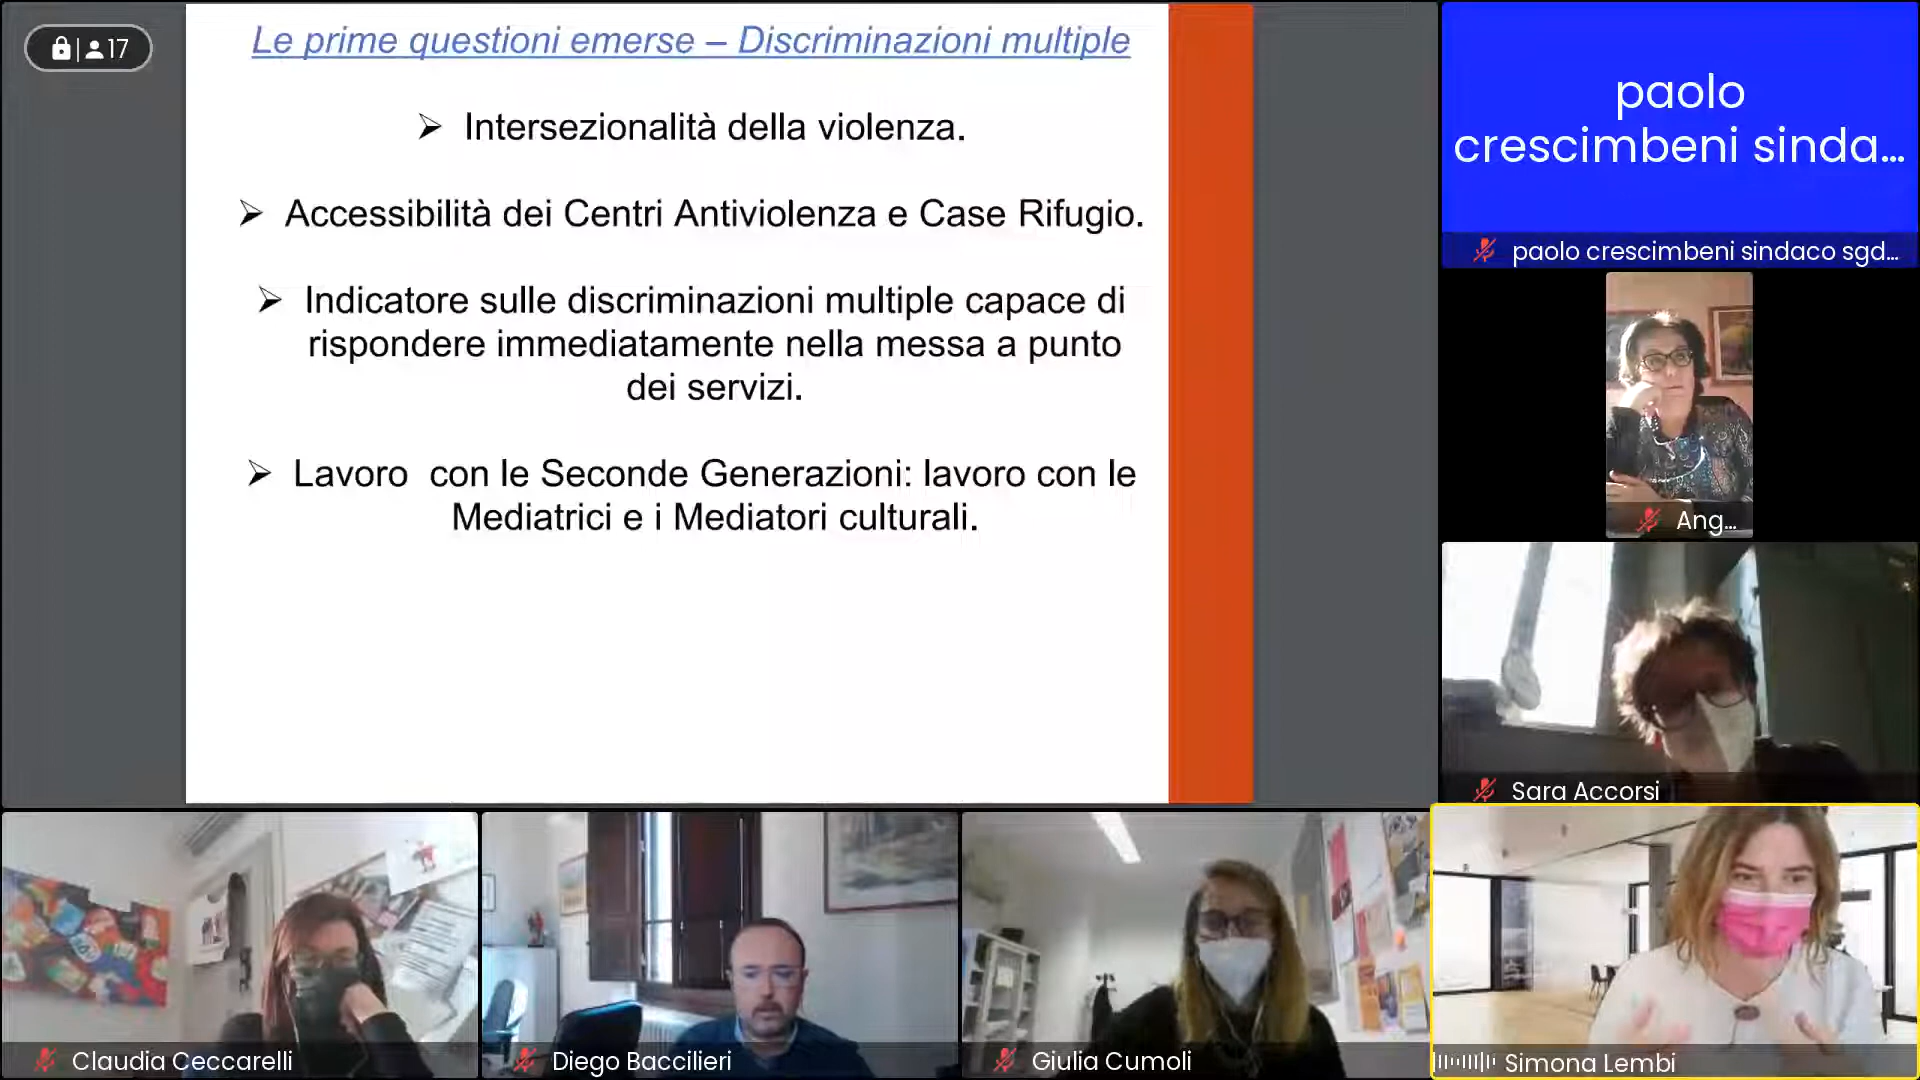 17
Le prime questioni emerse – Discriminazioni multiple
➢ Intersezionalità della violenza.
➢ Accessibilità dei Centri Antiviolenza e Case Rifugio.
➢ Indicatore sulle discriminazioni multiple capace di
rispondere immediatamente nella messa a punto
dei servizi.
➢ Lavoro con le Seconde Generazioni: lavoro con le
Mediatrici e i Mediatori culturali.
paolo
crescimbeni sinda...
paolo crescimbeni sindaco sgd...
Ang...
Sara Accorsi
Claudia Ceccarelli
Diego Baccilieri
Giulia Cumoli
Simona Lembi